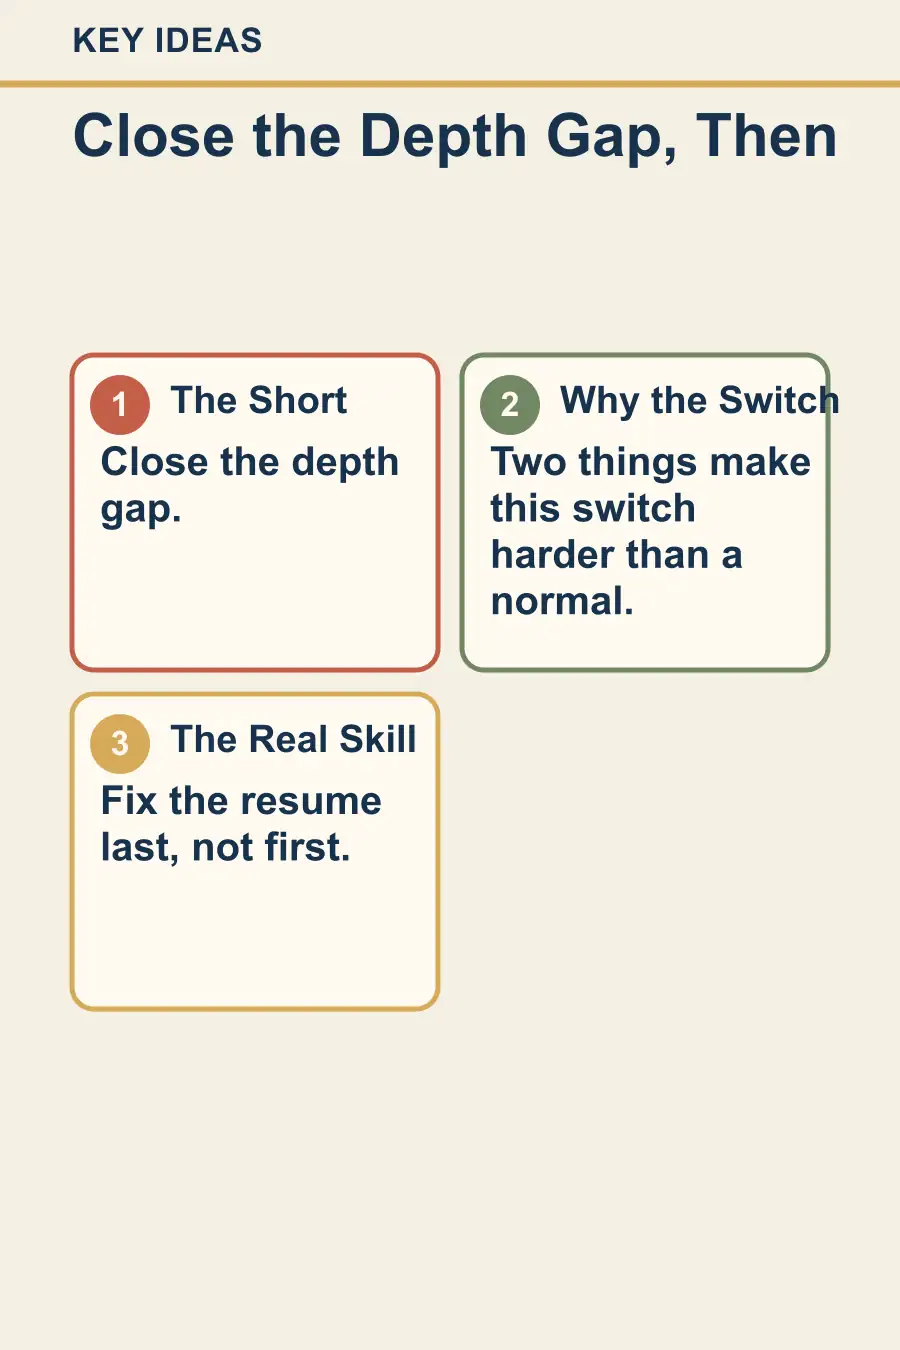 KEY IDEAS
Close the Depth Gap, Then
1 The Short
Close the depth
gap.
2 Why the Switch
Two things make
this switch
harder than a
normal.
3 The Real Skill
Fix the resume
last, not first.